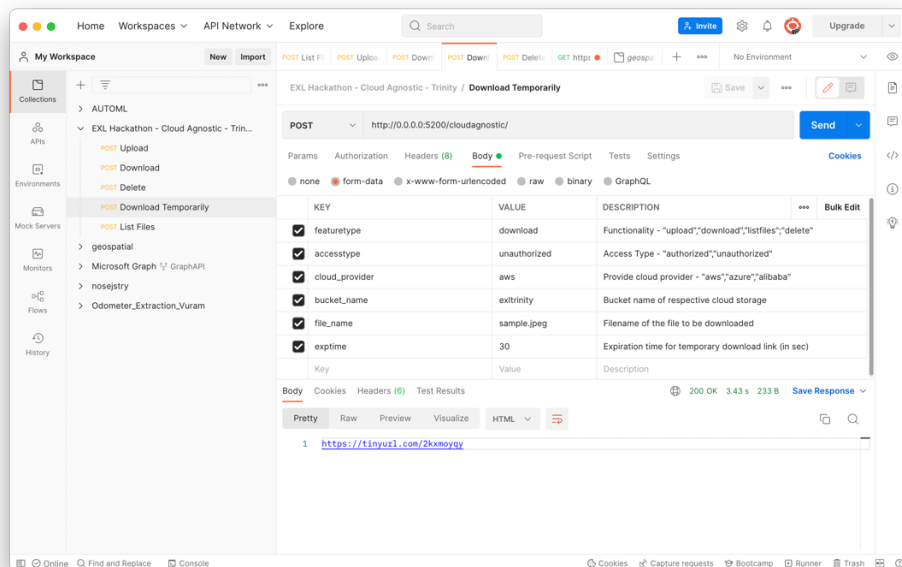 Home Workspaces API Network Explore Search Invite Upgrade
My Workspace New Import POST List Fi POST Uploa POST Down POST Downl POST Delete GET https geospa No Environment
Collections
APIs
Environments
Mock Servers
Monitors
Flows
History
AUTOML
EXL Hackathon - Cloud Agnostic - Trin...
POST Upload
POST Download
POST Delete
POST Download Temporarily
POST List Files
geospatial
Microsoft Graph GraphAPI
nosejstry
Odometer_Extraction_Vuram
EXL Hackathon - Cloud Agnostic - Trinity / Download Temporarily Save
POST http://0.0.0.0:5200/cloudagnostic/ Send
Params Authorization Headers (8) Body Pre-request Script Tests Settings Cookies
none form-data x-www-form-urlencoded raw binary GraphQL
KEY VALUE DESCRIPTION Bulk Edit
featuretype download Functionality - "upload","download","listfiles";"delete"
accesstype unauthorized Access Type - "authorized","unauthorized"
cloud_provider aws Provide cloud provider - "aws","azure","alibaba"
bucket_name exltrinity Bucket name of respective cloud storage
file_name sample.jpeg Filename of the file to be downloaded
exptime 30 Expiration time for temporary download link (in sec)
Key Value Description
Body Cookies Headers (6) Test Results 200 OK 3.43 s 233 B Save Response
Pretty Raw Preview Visualize HTML
1 https://tinyurl.com/2kxmoyqy
Online Find and Replace Console Cookies Capture requests Bootcamp Runner Trash